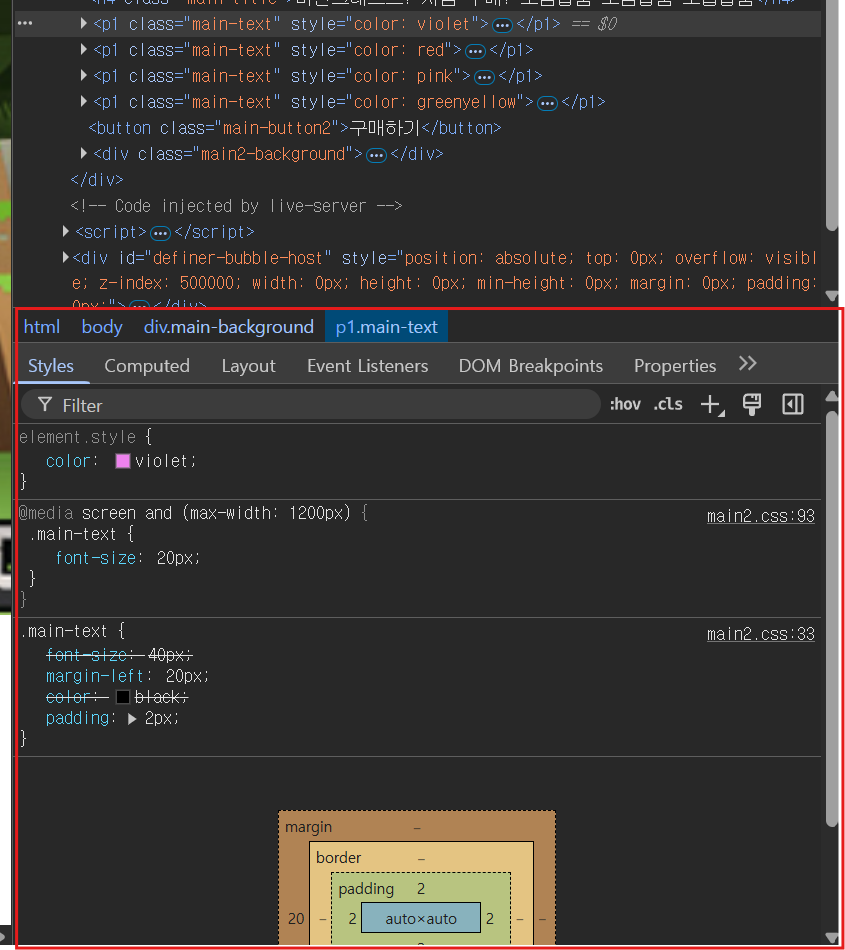 <p1 class="main-text" style="color: violet">…</p1> == $0
<p1 class="main-text" style="color: red">…</p1>
<p1 class="main-text" style="color: pink">…</p1>
<p1 class="main-text" style="color: greenyellow">…</p1>
<button class="main-button2">구매하기</button>
<div class="main2-background">…</div>
</div>
<!-- Code injected by live-server -->
<script>…</script>
<div id="definer-bubble-host" style="position: absolute; top: 0px; overflow: visibl
e; z-index: 500000; width: 0px; height: 0px; min-height: 0px; margin: 0px; padding:
0px;">…</div>
html body div.main-background p1.main-text
Styles Computed Layout Event Listeners DOM Breakpoints Properties >>
Filter :hov .cls +
element.style {
color: violet;
}
@media screen and (max-width: 1200px) { main2.css:93
.main-text {
font-size: 20px;
}
}
.main-text { main2.css:33
font-size: 40px;
margin-left: 20px;
color: black;
padding: 2px;
}
margin –
border –
padding 2
20 – 2 auto×auto 2 – –